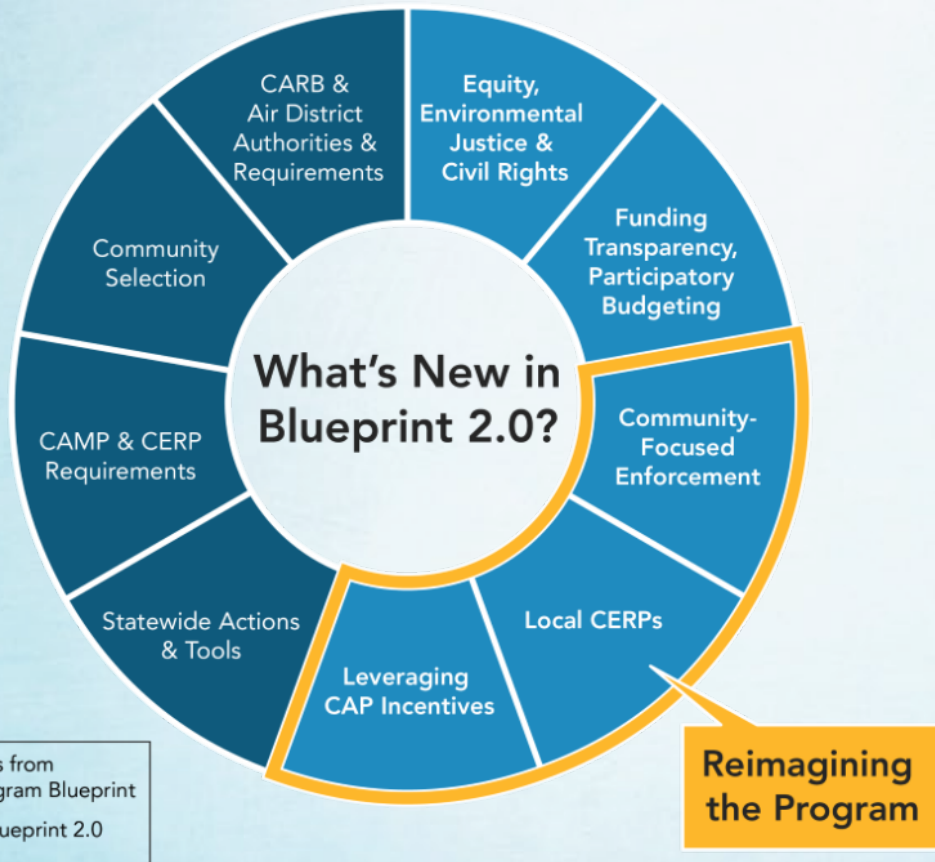 CARB &
Air District
Authorities &
Requirements
Equity,
Environmental
Justice &
Civil Rights
Funding
Transparency,
Participatory
Budgeting
Community
Selection
What's New in
Blueprint 2.0?
Community-
Focused
Enforcement
CAMP & CERP
Requirements
Local CERPs
Statewide Actions
& Tools
Leveraging
CAP Incentives
Reimagining
the Program
from
Blueprint
2.0